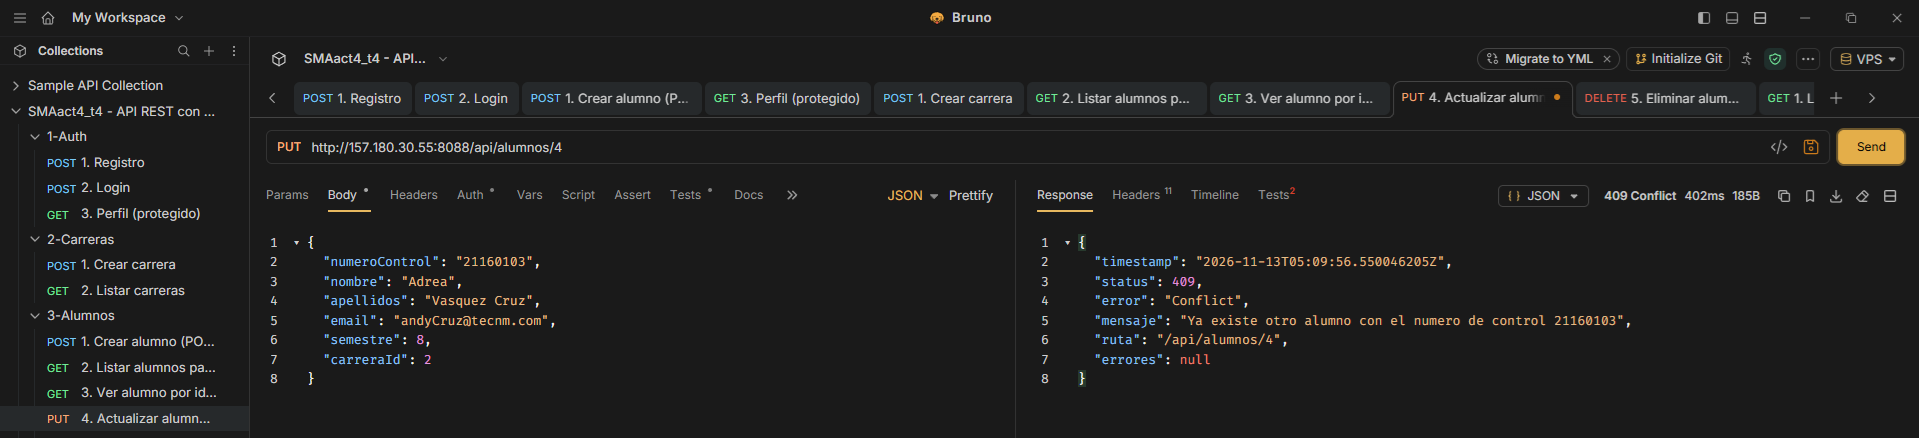 My Workspace
Bruno
Collections
SMAact4_t4 - API...
Migrate to YML
Initialize Git
VPS
Sample API Collection
SMAact4_t4 - API REST con ...
1-Auth
POST 1. Registro
POST 2. Login
GET 3. Perfil (protegido)
2-Carreras
POST 1. Crear carrera
GET 2. Listar carreras
3-Alumnos
POST 1. Crear alumno (PO...
GET 2. Listar alumnos pa...
GET 3. Ver alumno por id...
PUT 4. Actualizar alumn...
POST 1. Registro
POST 2. Login
POST 1. Crear alumno (P...
GET 3. Perfil (protegido)
POST 1. Crear carrera
GET 2. Listar alumnos p...
GET 3. Ver alumno por i...
PUT 4. Actualizar alumn
DELETE 5. Eliminar alum...
GET 1. L
PUT http://157.180.30.55:8088/api/alumnos/4
Send
Params Body Headers Auth Vars Script Assert Tests Docs
JSON Prettify
1 {
2 "numeroControl": "21160103",
3 "nombre": "Adrea",
4 "apellidos": "Vasquez Cruz",
5 "email": "andyCruz@tecnm.com",
6 "semestre": 8,
7 "carreraId": 2
8 }
Response Headers 11 Timeline Tests 2
{ } JSON
409 Conflict 402ms 185B
1 {
2 "timestamp": "2026-11-13T05:09:56.550046205Z",
3 "status": 409,
4 "error": "Conflict",
5 "mensaje": "Ya existe otro alumno con el numero de control 21160103",
6 "ruta": "/api/alumnos/4",
7 "errores": null
8 }